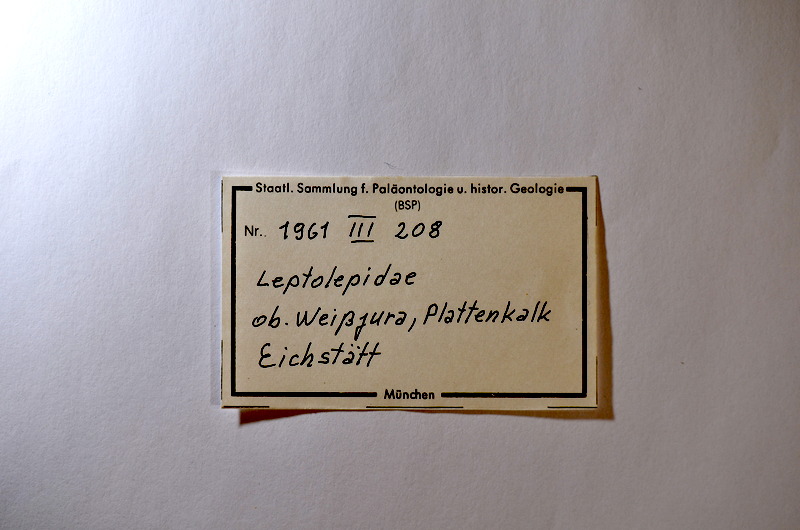 Staatl. Sammlung f. Paläontologie u. histor. Geologie
(BSP)
Nr.. 1961 III 208
Leptolepidae
ob. Weißjura, Plattenkalk
Eichstätt
München